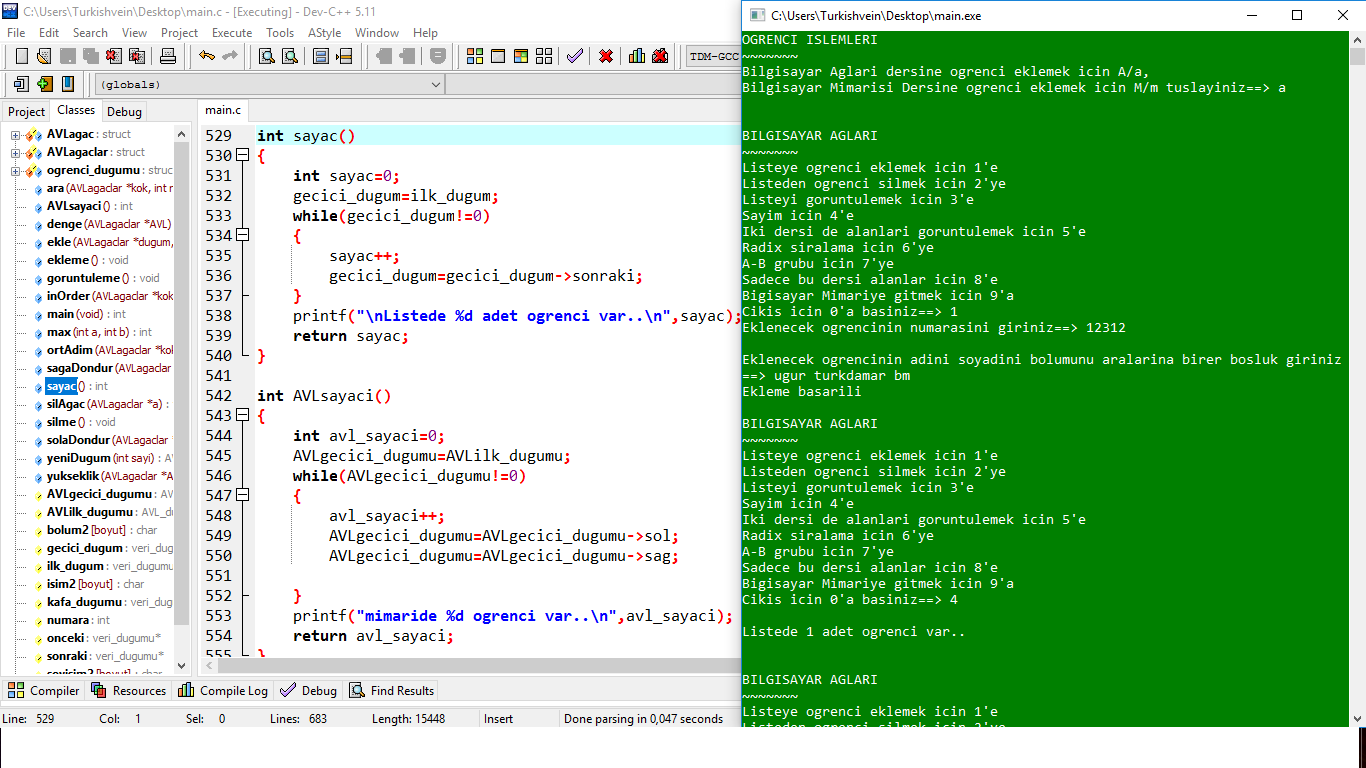 C:\Users\Turkishvein\Desktop\main.c - [Executing] - Dev-C++ 5.11
File Edit Search View Project Execute Tools AStyle Window Help
TDM-GCC
(globals)
Project Classes Debug
AVLagac : struct
AVLagaclar : struct
ogrenci_dugumu : struc
ara (AVLagaclar *kok, int n
AVLsayaci () : int
denge (AVLagaclar *AVL)
ekle (AVLagaclar *dugum,
ekleme () : void
goruntuleme () : void
inOrder (AVLagaclar *kok
main (void) : int
max (int a, int b) : int
ortAdim (AVLagaclar *kok
sagaDondur (AVLagaclar
sayac () : int
silAgac (AVLagaclar *a) :
silme () : void
solaDondur (AVLagaclar *
yeniDugum (int sayi) : A
yukseklik (AVLagaclar *A
AVLgecici_dugumu : AV
AVLilk_dugumu : AVL_d
bolum2 [boyut] : char
gecici_dugum : veri_dug
ilk_dugum : veri_dugumu
isim2 [boyut] : char
kafa_dugumu : veri_dug
numara : int
onceki : veri_dugumu*
sonraki : veri_dugumu*
soyisim2 [boyut] : char
main.c
529 int sayac()
530 {
531 int sayac=0;
532 gecici_dugum=ilk_dugum;
533 while(gecici_dugum!=0)
534 {
535 sayac++;
536 gecici_dugum=gecici_dugum->sonraki;
537 }
538 printf("\nListede %d adet ogrenci var..\n",sayac);
539 return sayac;
540 }
541
542 int AVLsayaci()
543 {
544 int avl_sayaci=0;
545 AVLgecici_dugumu=AVLilk_dugumu;
546 while(AVLgecici_dugumu!=0)
547 {
548 avl_sayaci++;
549 AVLgecici_dugumu=AVLgecici_dugumu->sol;
550 AVLgecici_dugumu=AVLgecici_dugumu->sag;
551
552 }
553 printf("mimaride %d ogrenci var..\n",avl_sayaci);
554 return avl_sayaci;
555 }
Compiler Resources Compile Log Debug Find Results
Line: 529 Col: 1 Sel: 0 Lines: 683 Length: 15448 Insert Done parsing in 0,047 seconds
C:\Users\Turkishvein\Desktop\main.exe
OGRENCI ISLEMLERI
~~~~~~~
Bilgisayar Aglari dersine ogrenci eklemek icin A/a,
Bilgisayar Mimarisi Dersine ogrenci eklemek icin M/m tuslayiniz==> a
BILGISAYAR AGLARI
~~~~~~~
Listeye ogrenci eklemek icin 1'e
Listeden ogrenci silmek icin 2'ye
Listeyi goruntulemek icin 3'e
Sayim icin 4'e
Iki dersi de alanlari goruntulemek icin 5'e
Radix siralama icin 6'ye
A-B grubu icin 7'ye
Sadece bu dersi alanlar icin 8'e
Bigisayar Mimariye gitmek icin 9'a
Cikis icin 0'a basiniz==> 1
Eklenecek ogrencinin numarasini giriniz==> 12312
Eklenecek ogrencinin adini soyadini bolumunu aralarina birer bosluk giriniz
==> ugur turkdamar bm
Ekleme basarili
BILGISAYAR AGLARI
~~~~~~~
Listeye ogrenci eklemek icin 1'e
Listeden ogrenci silmek icin 2'ye
Listeyi goruntulemek icin 3'e
Sayim icin 4'e
Iki dersi de alanlari goruntulemek icin 5'e
Radix siralama icin 6'ye
A-B grubu icin 7'ye
Sadece bu dersi alanlar icin 8'e
Bigisayar Mimariye gitmek icin 9'a
Cikis icin 0'a basiniz==> 4
Listede 1 adet ogrenci var..
BILGISAYAR AGLARI
~~~~~~~
Listeye ogrenci eklemek icin 1'e
Listeden ogrenci silmek icin 2'ye